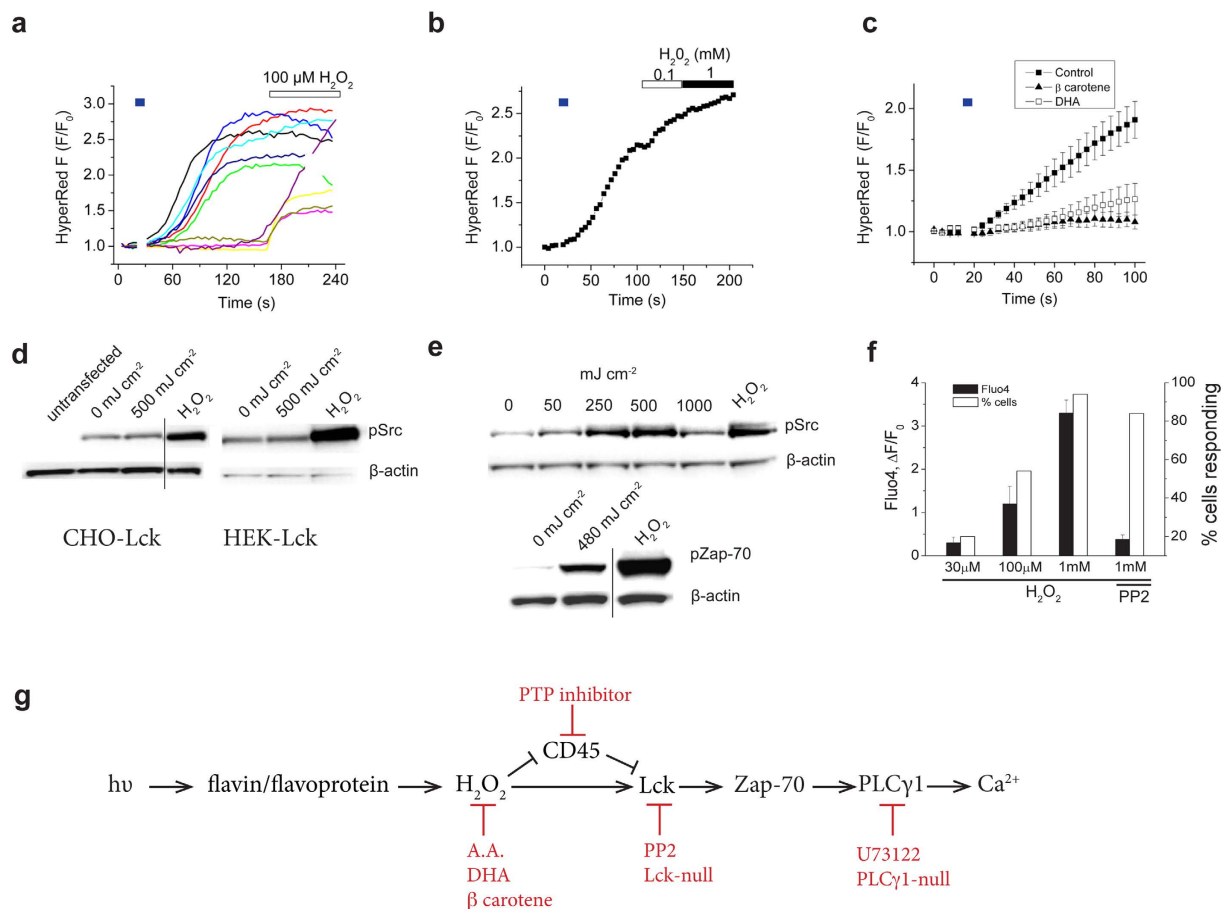 a
100 μM H₂O₂
3.0
2.5
2.0
1.5
1.0
HyperRed F (F/F₀)
0 60 120 180 240
Time (s)
b
H₂0₂ (mM)
0.1 1
3.0
2.5
2.0
1.5
1.0
HyperRed F (F/F₀)
0 50 100 150 200
Time (s)
c
Control
β carotene
DHA
2.0
1.5
1.0
HyperRed F (F/F₀)
0 20 40 60 80 100
Time (s)
d
untransfected
0 mJ cm⁻²
500 mJ cm⁻²
H₂O₂
0 mJ cm⁻²
500 mJ cm⁻²
H₂O₂
pSrc
β-actin
CHO-Lck HEK-Lck
e
mJ cm⁻²
0 50 250 500 1000 H₂O₂
pSrc
β-actin
0 mJ cm⁻²
480 mJ cm⁻²
H₂O₂
pZap-70
β-actin
f
Fluo4
% cells
4
3
2
1
0
Fluo4, ΔF/F₀
100
80
60
40
20
% cells responding
30μM 100μM 1mM 1mM
H₂O₂ PP2
g
PTP inhibitor
CD45
hυ flavin/flavoprotein H₂O₂ Lck Zap-70 PLCγ1 Ca²⁺
A.A.
DHA
β carotene
PP2
Lck-null
U73122
PLCγ1-null